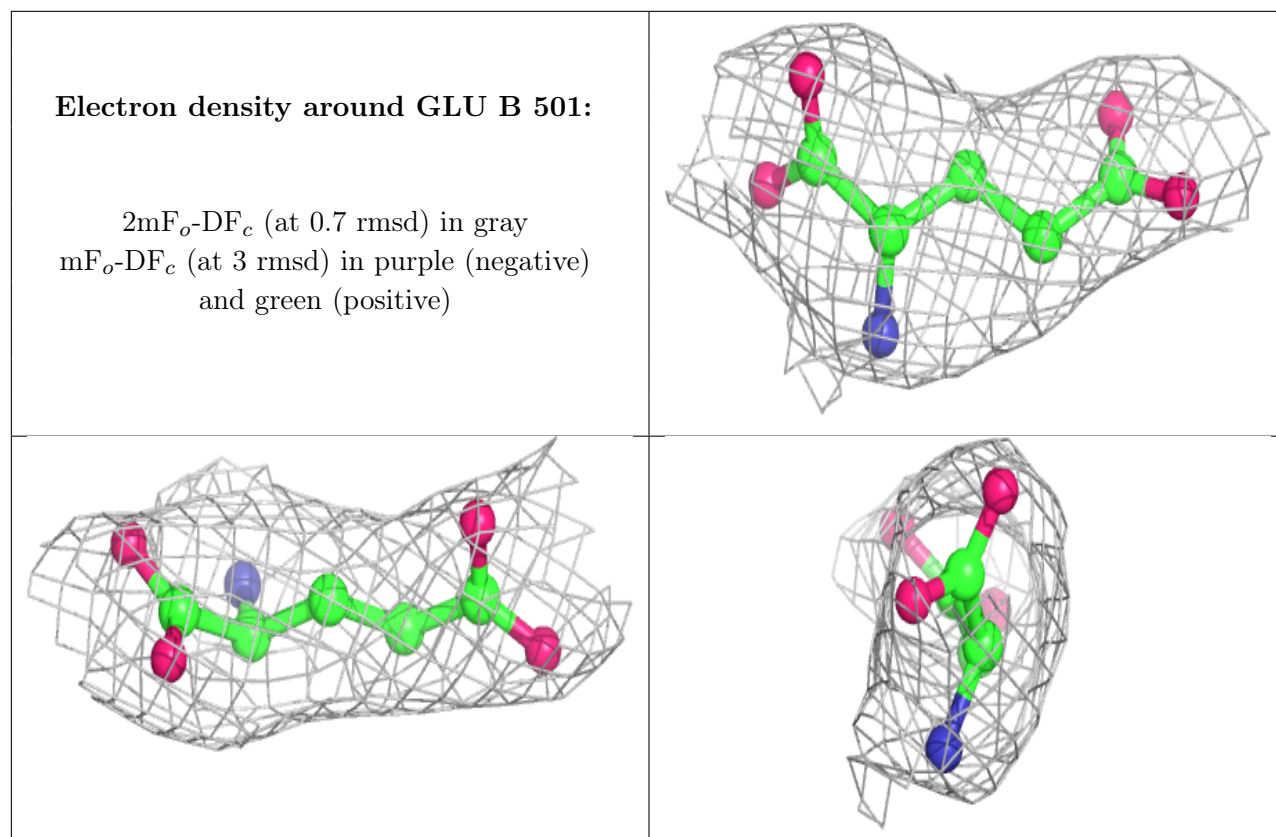 Electron density around GLU B 501:
2mFo-DFc (at 0.7 rmsd) in gray
mFo-DFc (at 3 rmsd) in purple (negative)
and green (positive)